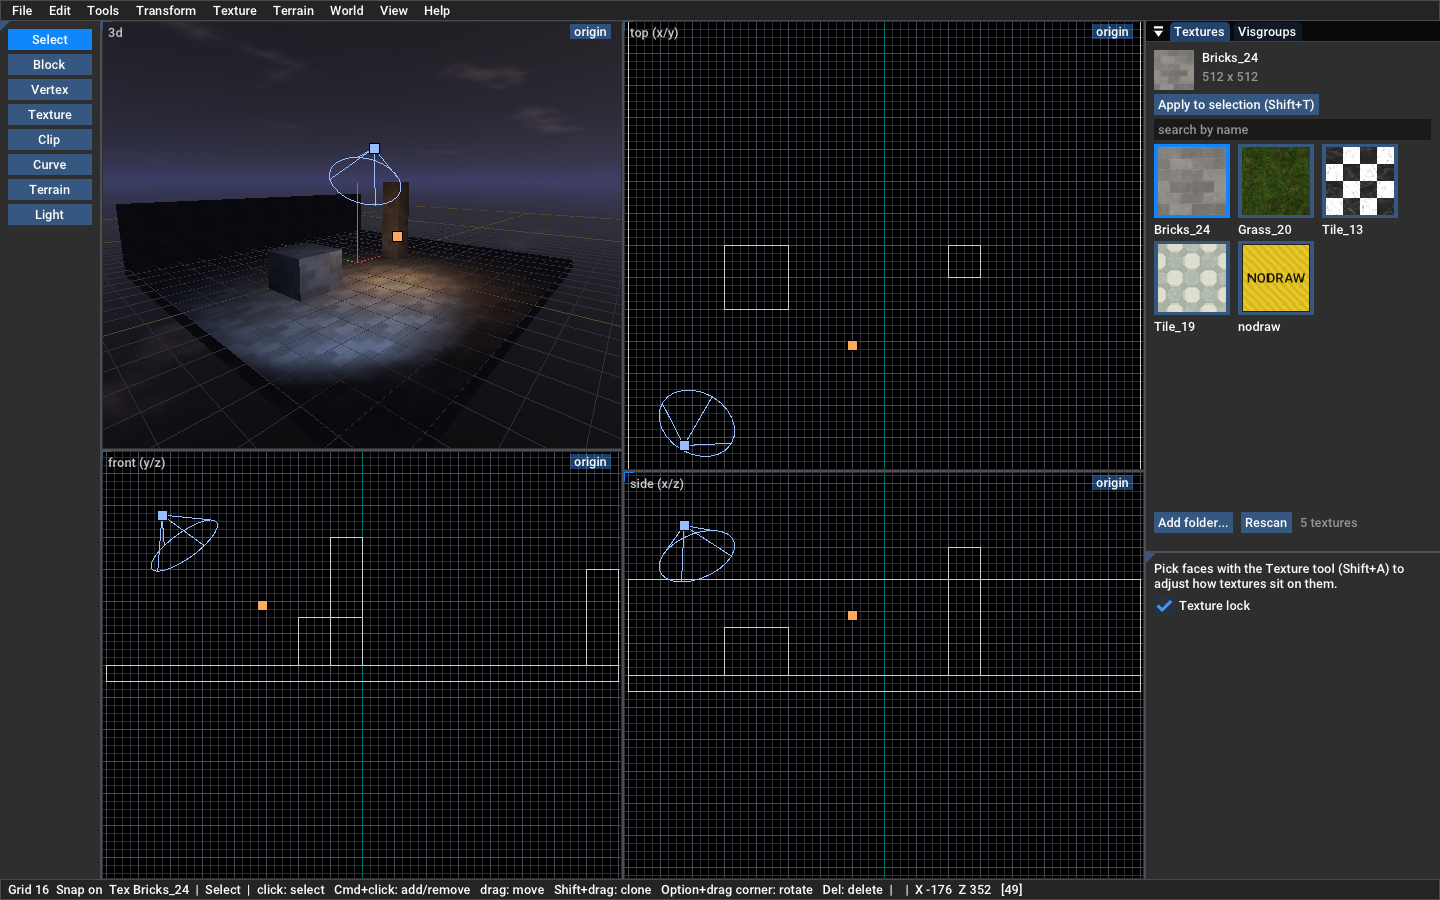 File Edit Tools Transform Texture Terrain World View Help
Select
Block
Vertex
Texture
Clip
Curve
Terrain
Light
3d origin
top (x/y) origin
front (y/z) origin
side (x/z) origin
Textures Visgroups
Bricks_24
512 x 512
Apply to selection (Shift+T)
search by name
Bricks_24 Grass_20 Tile_13
NODRAW
Tile_19 nodraw
Add folder... Rescan 5 textures
Pick faces with the Texture tool (Shift+A) to
adjust how textures sit on them.
Texture lock
Grid 16 Snap on Tex Bricks_24 | Select | click: select Cmd+click: add/remove drag: move Shift+drag: clone Option+drag corner: rotate Del: delete | | X -176 Z 352 [49]